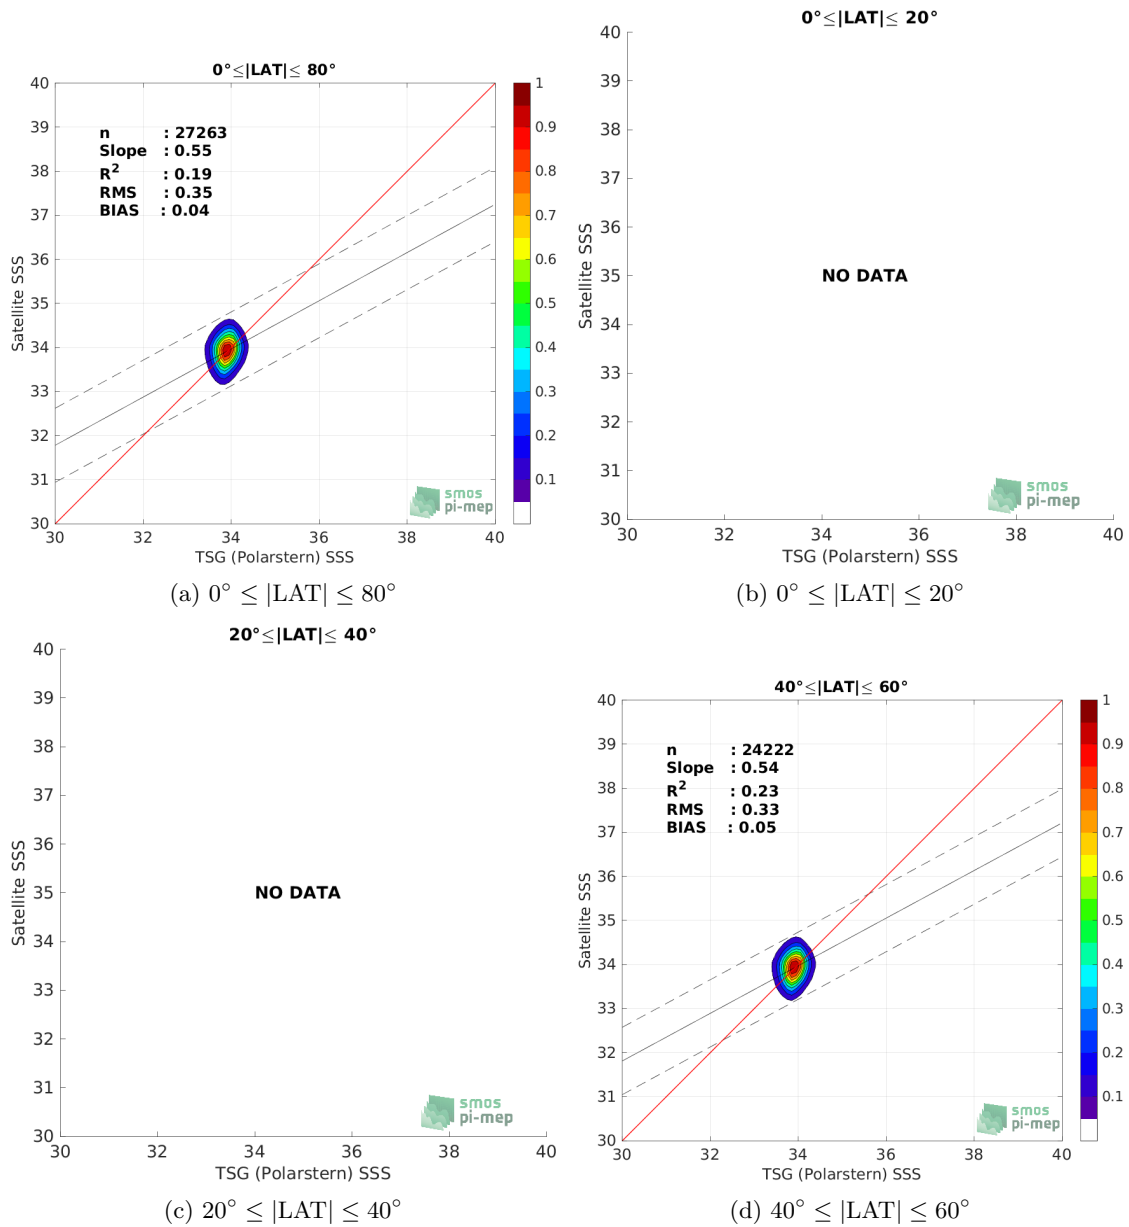 0°≤|LAT|≤ 80°
40
39
38
37
36
35
34
33
32
31
30
Satellite SSS
n : 27263
Slope : 0.55
R² : 0.19
RMS : 0.35
BIAS : 0.04
smos
pi-mep
30 32 34 36 38 40
TSG (Polarstern) SSS
1
0.9
0.8
0.7
0.6
0.5
0.4
0.3
0.2
0.1
(a) 0° ≤ |LAT| ≤ 80°
0°≤|LAT|≤ 20°
40
39
38
37
36
35
34
33
32
31
30
Satellite SSS
NO DATA
smos
pi-mep
30 32 34 36 38 40
TSG (Polarstern) SSS
(b) 0° ≤ |LAT| ≤ 20°
20°≤|LAT|≤ 40°
40
39
38
37
36
35
34
33
32
31
30
Satellite SSS
NO DATA
smos
pi-mep
30 32 34 36 38 40
TSG (Polarstern) SSS
(c) 20° ≤ |LAT| ≤ 40°
40°≤|LAT|≤ 60°
40
39
38
37
36
35
34
33
32
31
30
Satellite SSS
n : 24222
Slope : 0.54
R² : 0.23
RMS : 0.33
BIAS : 0.05
smos
pi-mep
30 32 34 36 38 40
TSG (Polarstern) SSS
1
0.9
0.8
0.7
0.6
0.5
0.4
0.3
0.2
0.1
(d) 40° ≤ |LAT| ≤ 60°